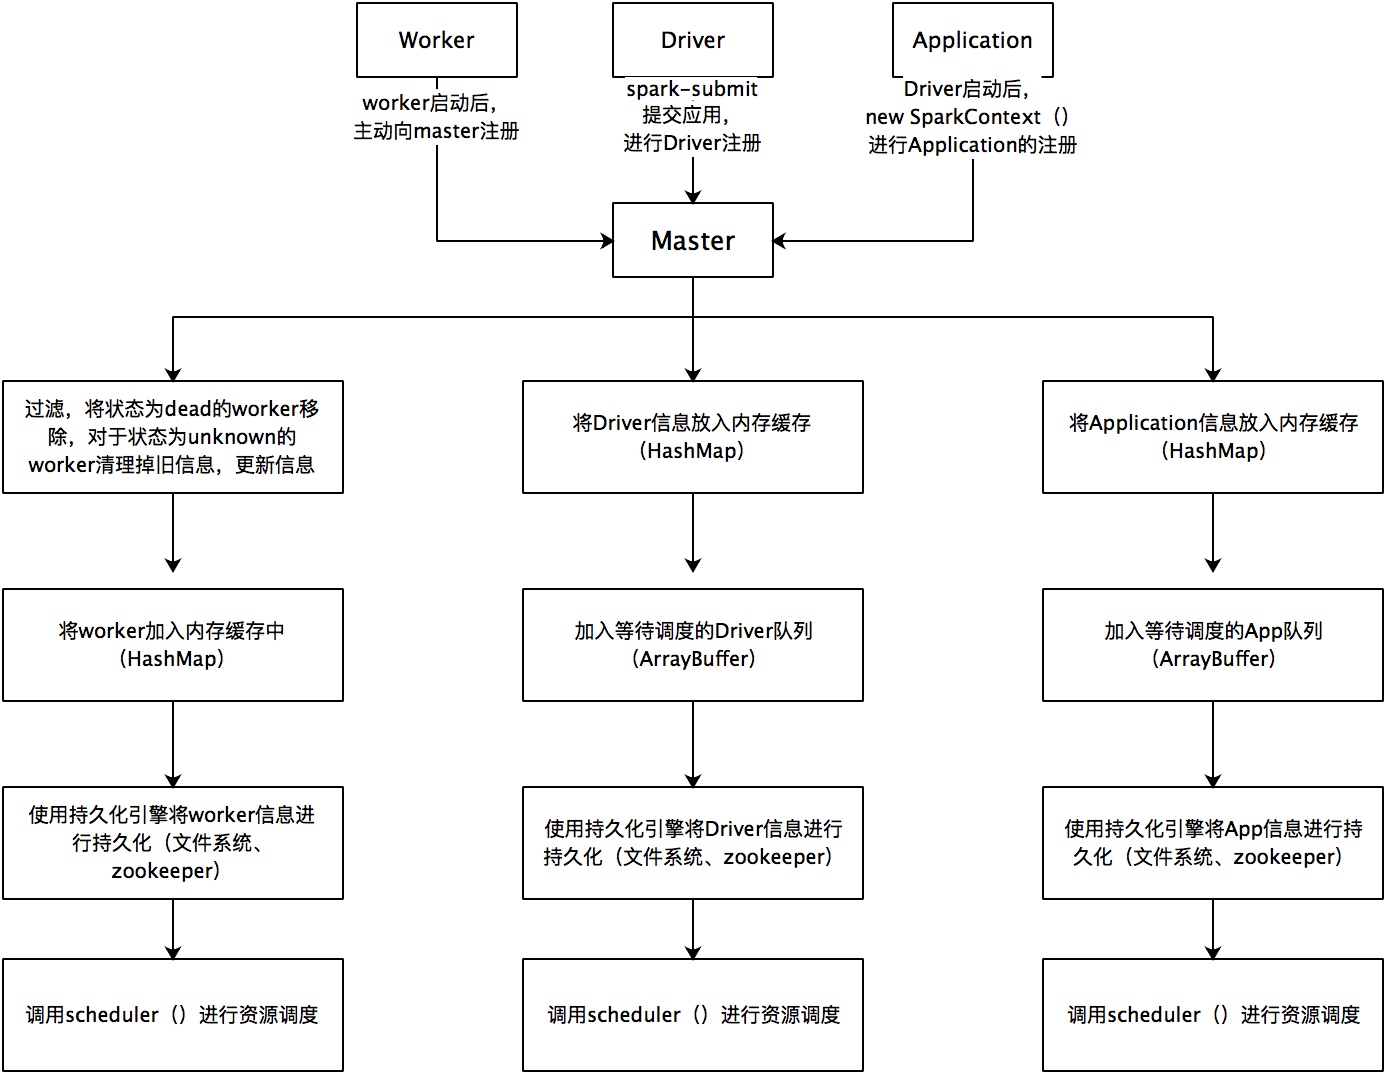 Worker
Driver
Application
worker启动后，
主动向master注册
spark-submit
提交应用，
进行Driver注册
Driver启动后，
new SparkContext（）
进行Application的注册
Master
过滤，将状态为dead的worker移
除，对于状态为unknown的
worker清理掉旧信息，更新信息
将Driver信息放入内存缓存
（HashMap）
将Application信息放入内存缓存
（HashMap）
将worker加入内存缓存中
（HashMap）
加入等待调度的Driver队列
（ArrayBuffer）
加入等待调度的App队列
（ArrayBuffer）
使用持久化引擎将worker信息进
行持久化（文件系统、
zookeeper）
使用持久化引擎将Driver信息进行
持久化（文件系统、zookeeper）
使用持久化引擎将App信息进行持
久化（文件系统、zookeeper）
调用scheduler（）进行资源调度
调用scheduler（）进行资源调度
调用scheduler（）进行资源调度